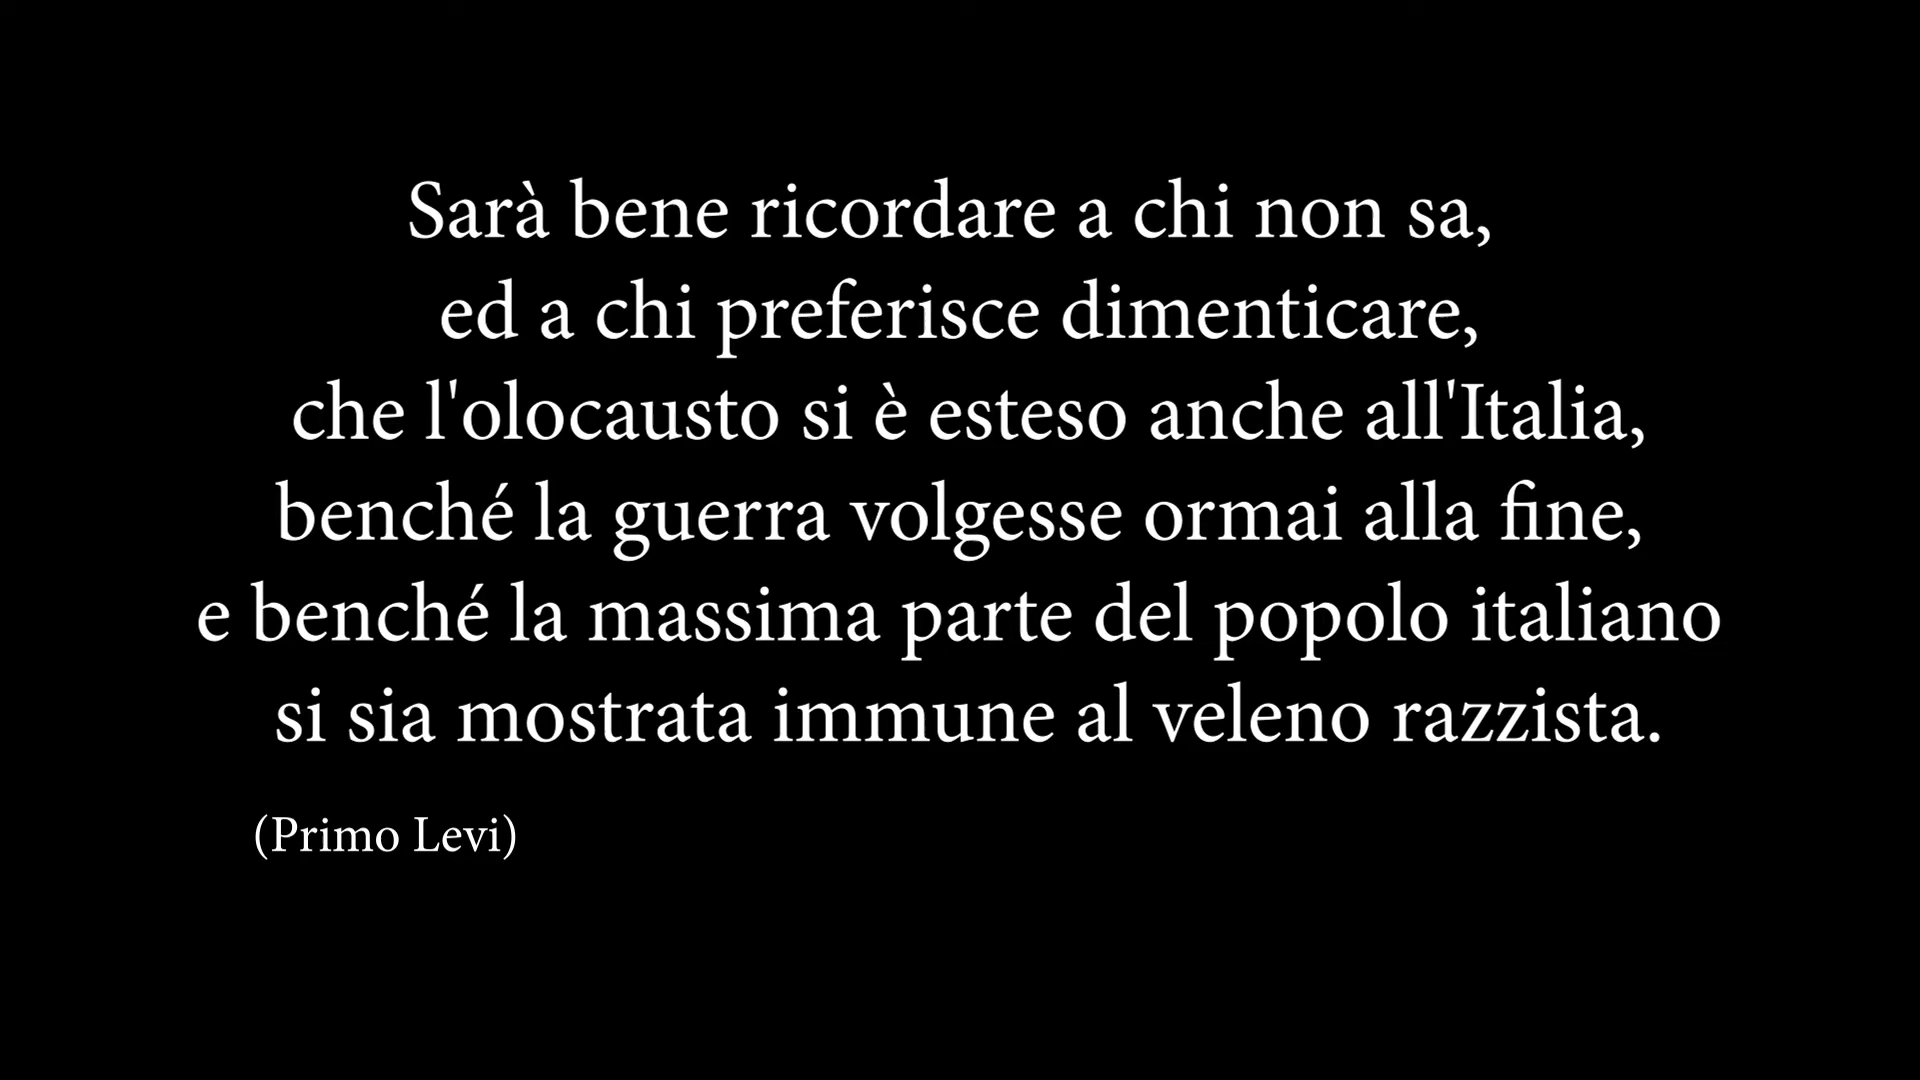 Sarà bene ricordare a chi non sa,
ed a chi preferisce dimenticare,
che l'olocausto si è esteso anche all'Italia,
benché la guerra volgesse ormai alla fine,
e benché la massima parte del popolo italiano
si sia mostrata immune al veleno razzista.
(Primo Levi)